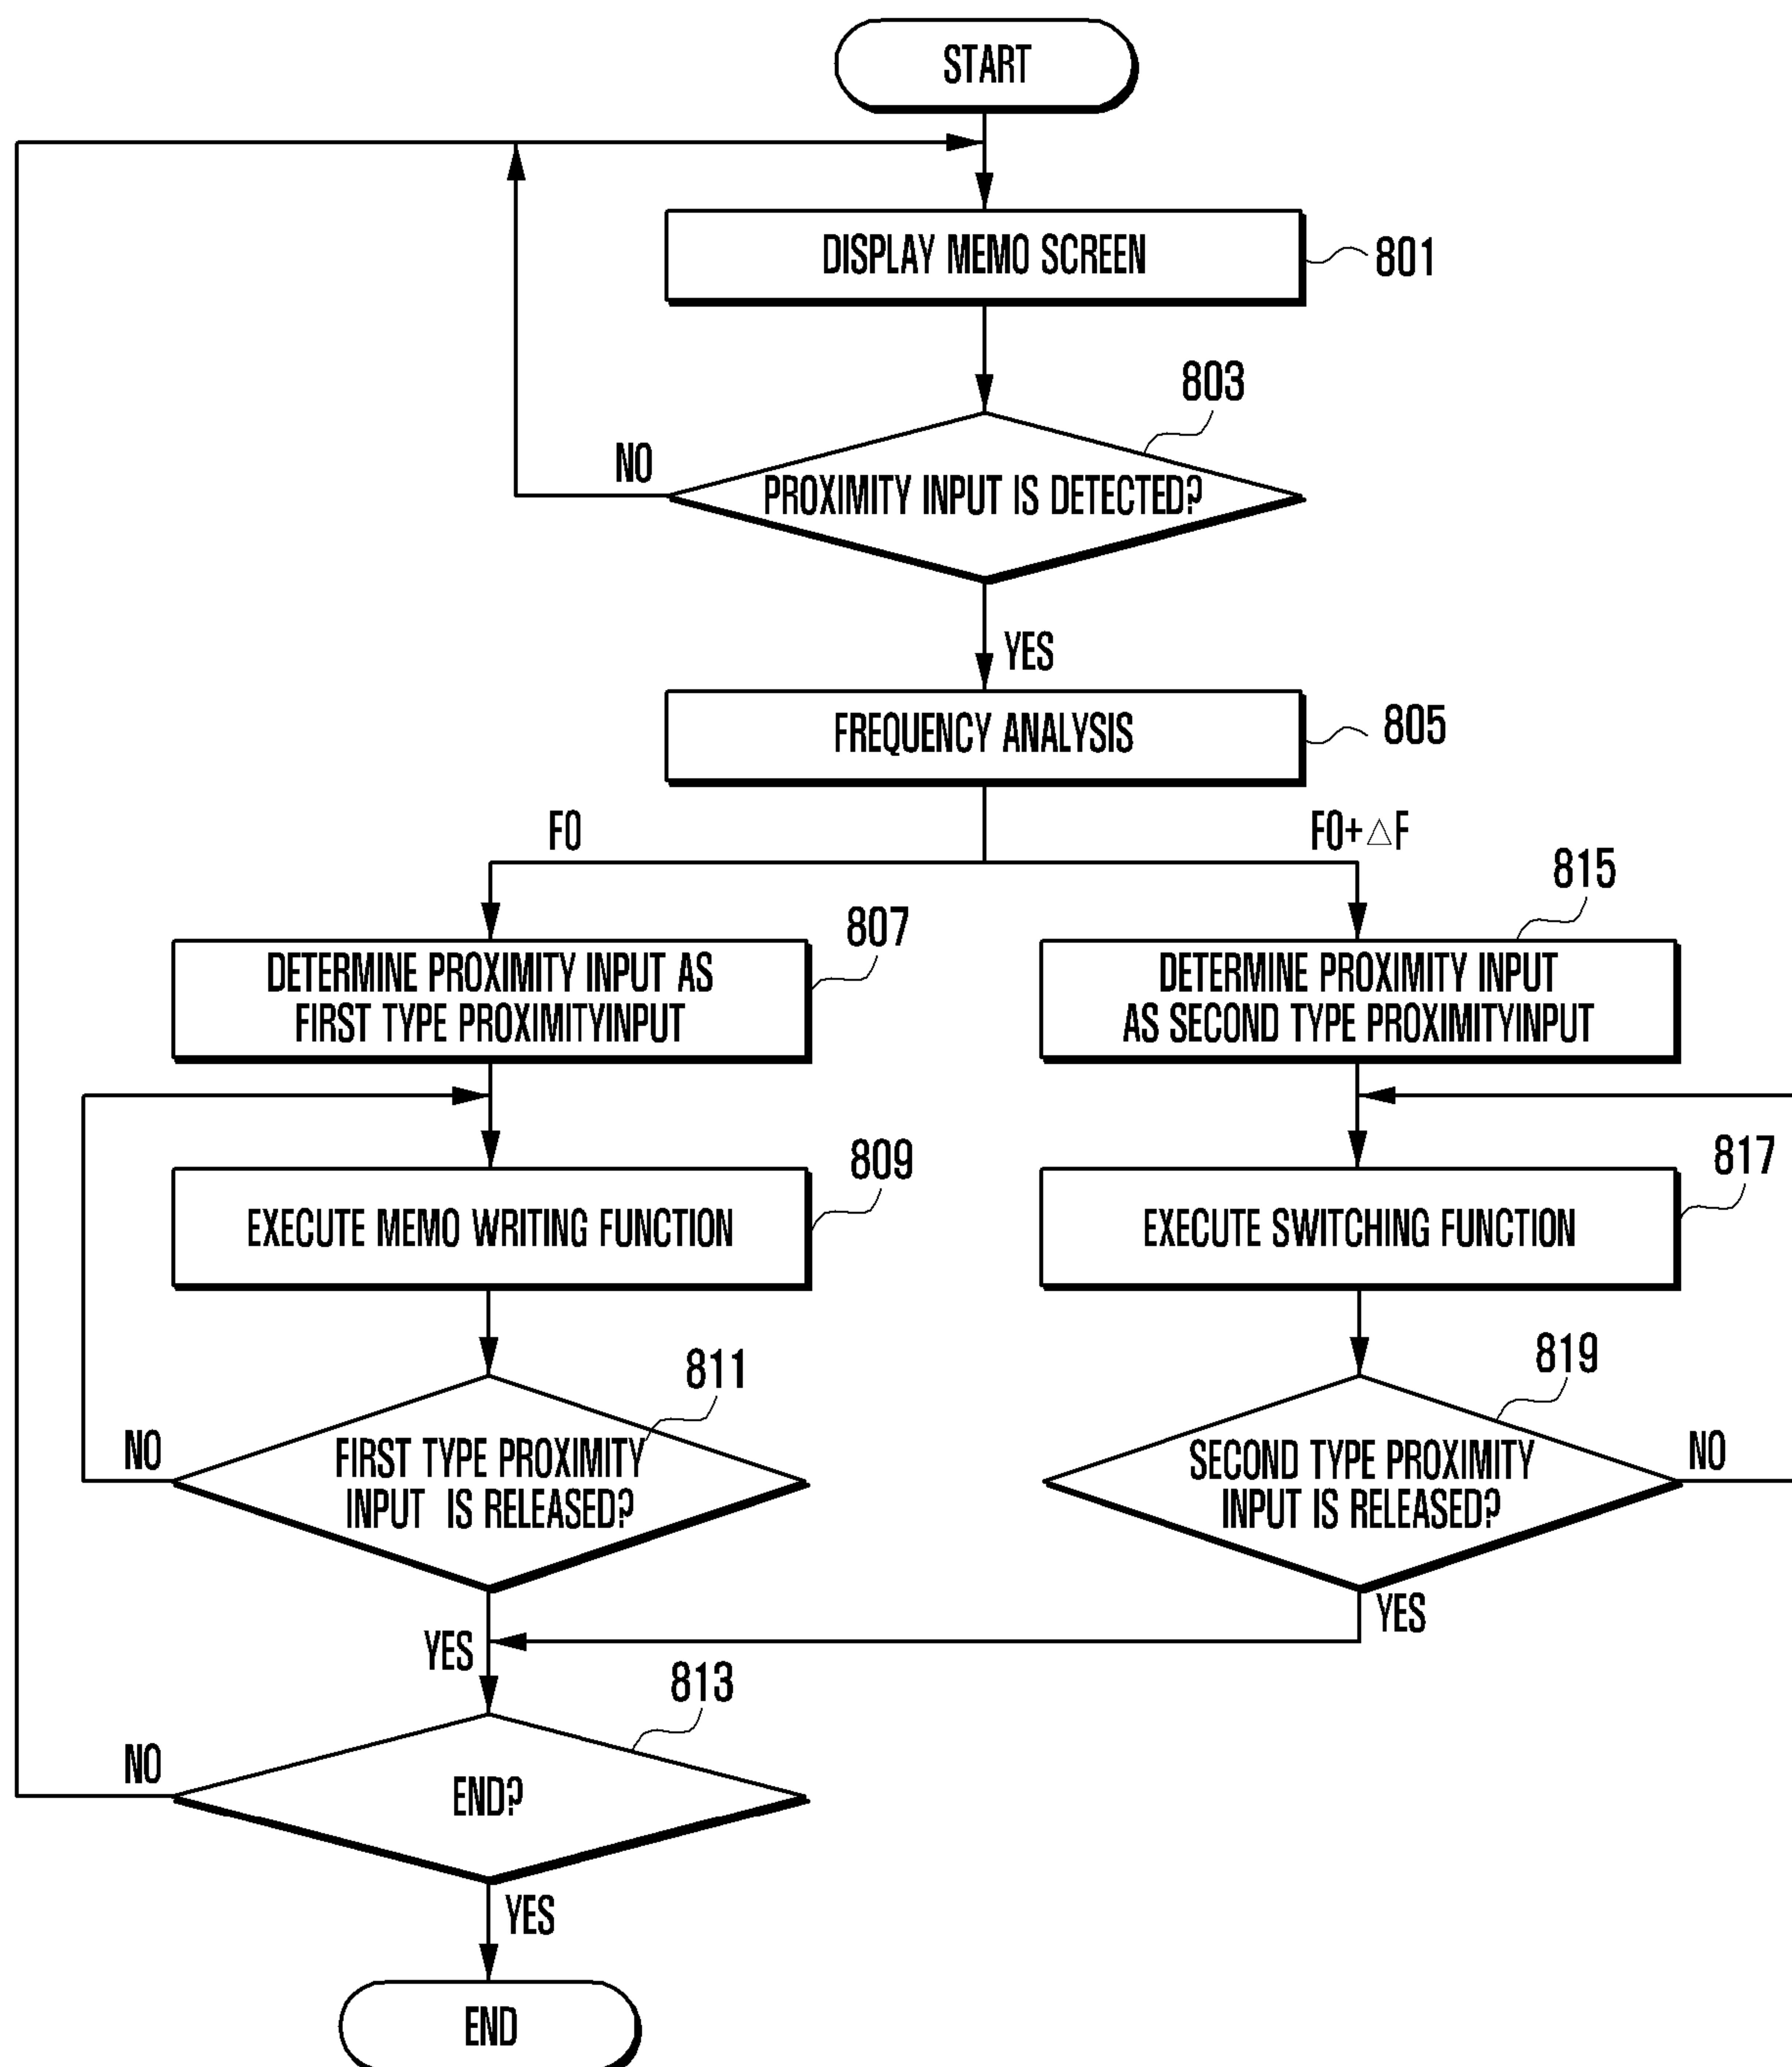 START
DISPLAY MEMO SCREEN
801
803
NO
PROXIMITY INPUT IS DETECTED?
YES
FREQUENCY ANALYSIS
805
F0
F0+△F
815
807
DETERMINE PROXIMITY INPUT AS
FIRST TYPE PROXIMITYINPUT
DETERMINE PROXIMITY INPUT
AS SECOND TYPE PROXIMITYINPUT
809
817
EXECUTE MEMO WRITING FUNCTION
EXECUTE SWITCHING FUNCTION
811
819
NO
FIRST TYPE PROXIMITY
INPUT IS RELEASED?
SECOND TYPE PROXIMITY
INPUT IS RELEASED?
NO
YES
YES
813
NO
END?
YES
END